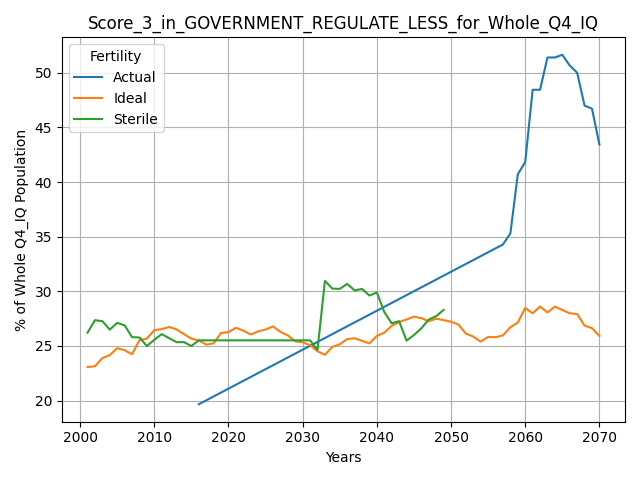 Score_3_in_GOVERNMENT_REGULATE_LESS_for_Whole_Q4_IQ
Fertility
Actual
Ideal
Sterile
% of Whole Q4_IQ Population
50
45
40
35
30
25
20
2000 2010 2020 2030 2040 2050 2060 2070
Years